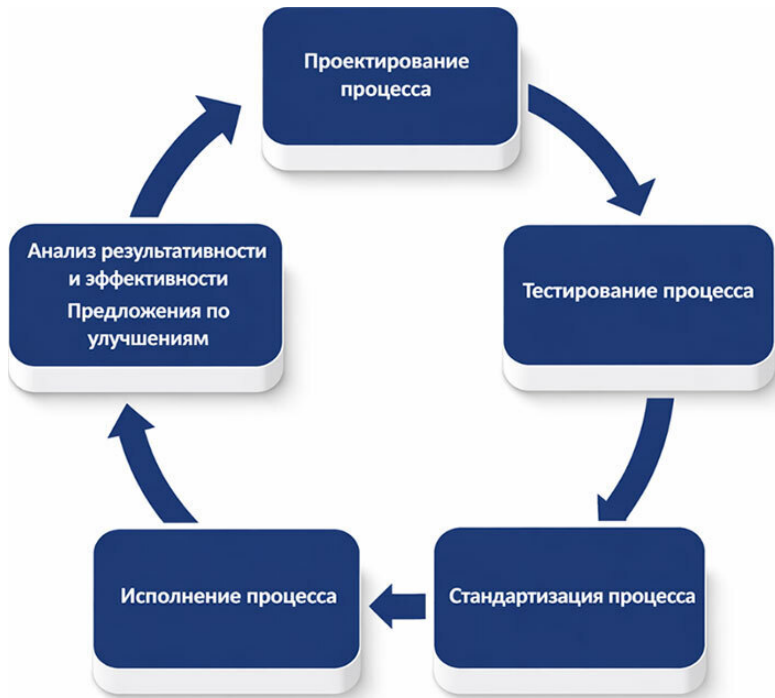 Проектирование
процесса
Тестирование процесса
Стандартизация процесса
Исполнение процесса
Анализ результативности
и эффективности
Предложения по
улучшениям